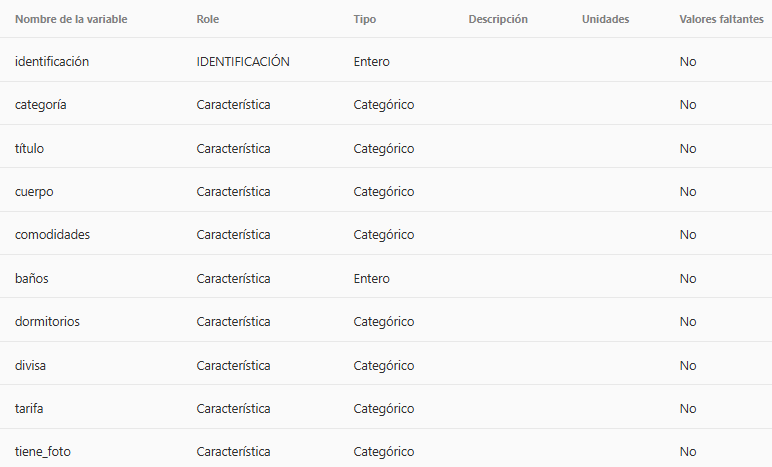 Nombre de la variable Role Tipo Descripción Unidades Valores faltantes
identificación IDENTIFICACIÓN Entero No
categoría Característica Categórico No
título Característica Categórico No
cuerpo Característica Categórico No
comodidades Característica Categórico No
baños Característica Entero No
dormitorios Característica Categórico No
divisa Característica Categórico No
tarifa Característica Categórico No
tiene_foto Característica Categórico No